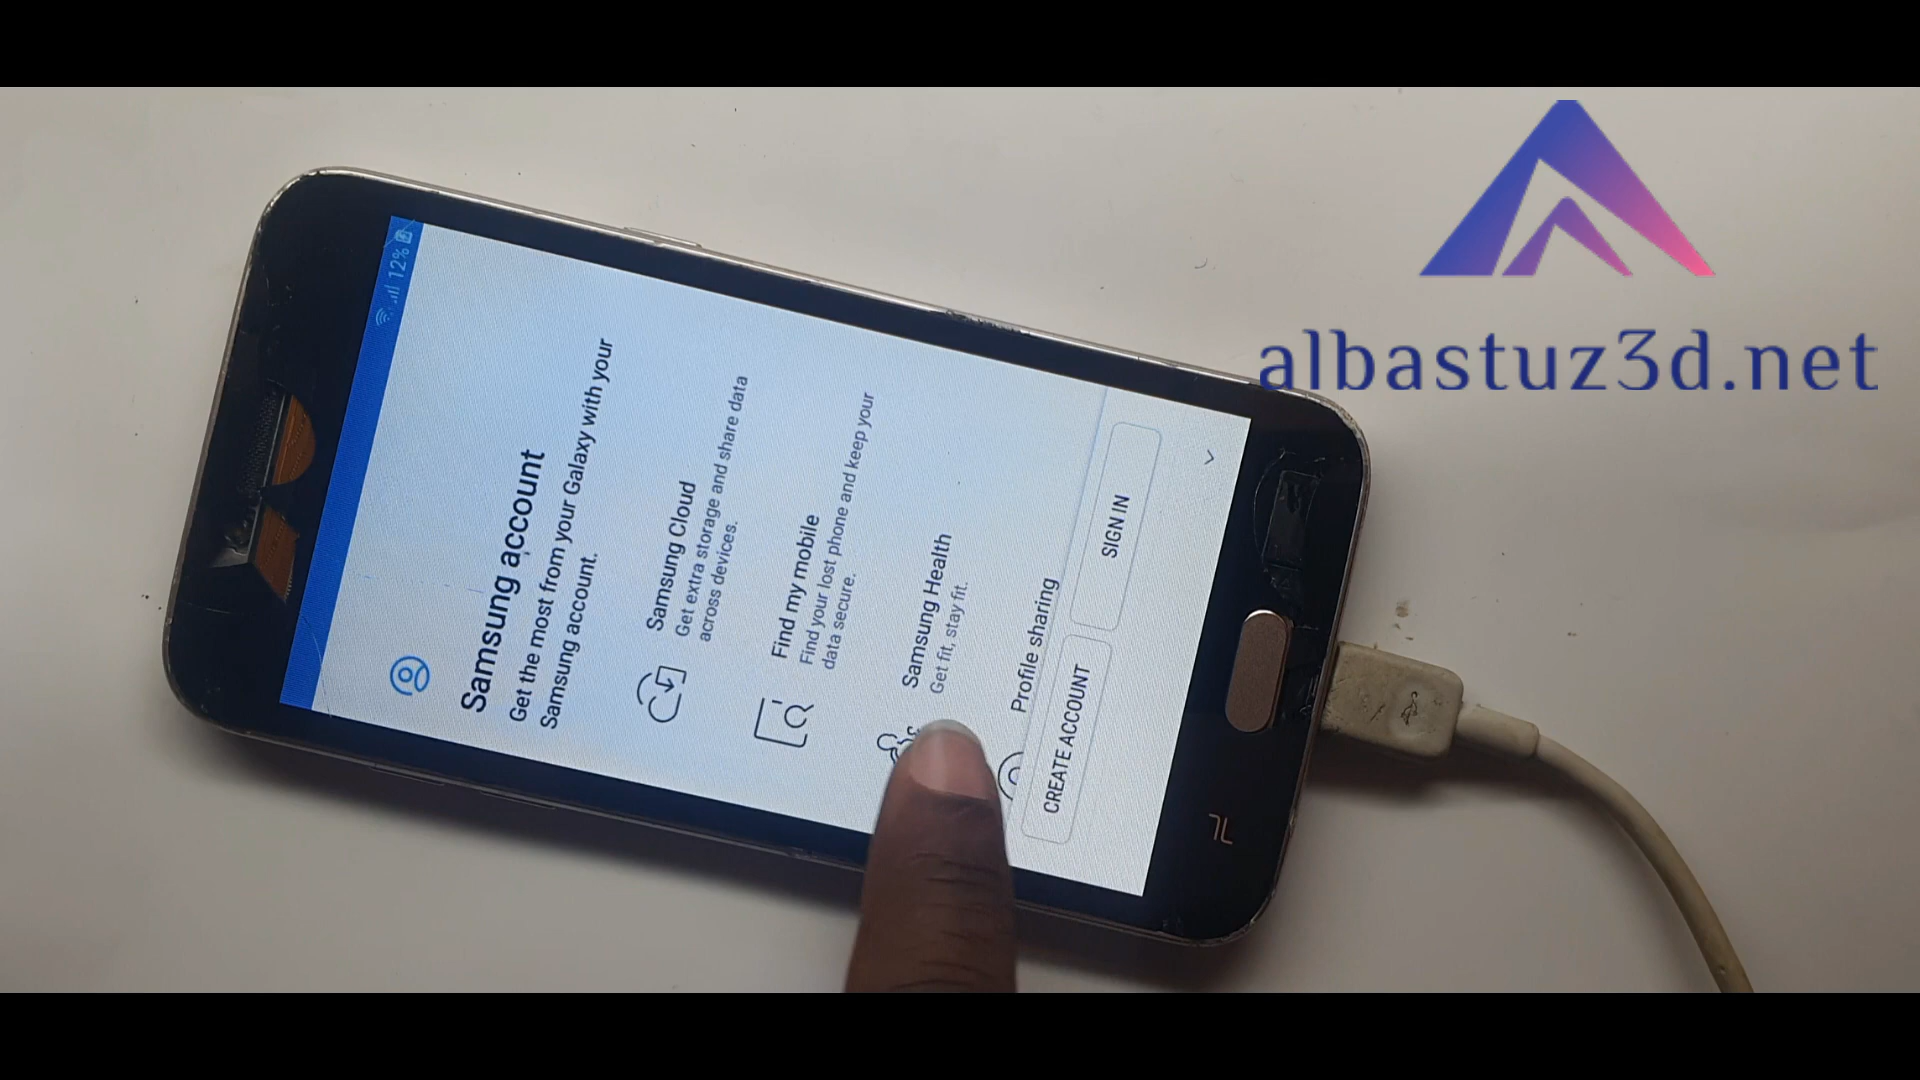 12%
Samsung account
Get the most from your Galaxy with your
Samsung account.
Samsung Cloud
Get extra storage and share data
across devices.
Find my mobile
Find your lost phone and keep your
data secure.
Samsung Health
Get fit, stay fit.
Profile sharing
CREATE ACCOUNT
SIGN IN
albastuz3d.net